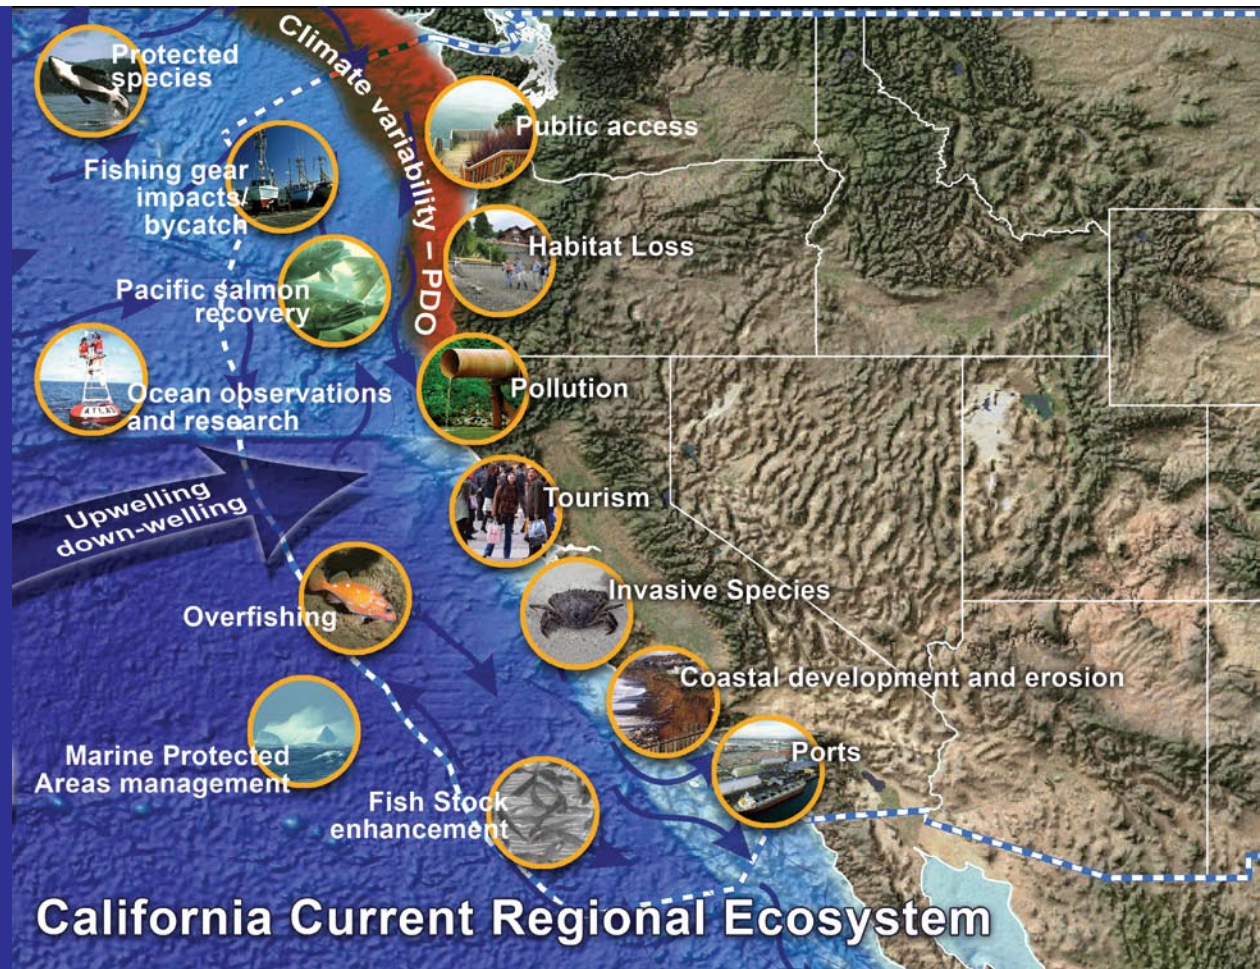 Protected
species
Climate variability – PDO
Public access
Fishing gear
impacts/
bycatch
Habitat Loss
Pacific salmon
recovery
Pollution
Ocean observations
and research
ATLAS
Upwelling
down-welling
Tourism
Invasive Species
Overfishing
Coastal development and erosion
Marine Protected
Areas management
Ports
Fish Stock
enhancement
California Current Regional Ecosystem